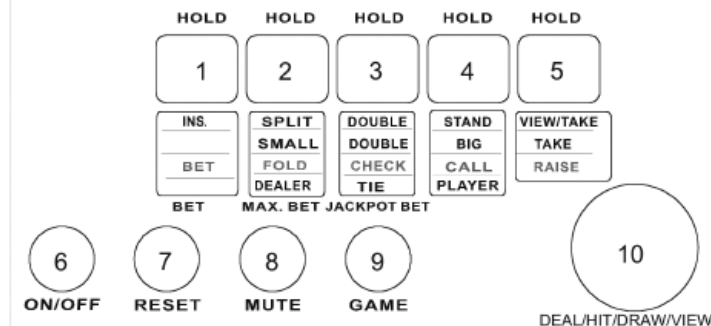 HOLD HOLD HOLD HOLD HOLD
1 2 3 4 5
INS. SPLIT DOUBLE STAND VIEW/TAKE
SMALL DOUBLE BIG TAKE
BET FOLD CHECK CALL RAISE
DEALER TIE PLAYER
BET MAX. BET JACKPOT BET
6 7 8 9 10
ON/OFF RESET MUTE GAME
DEAL/HIT/DRAW/VIEW